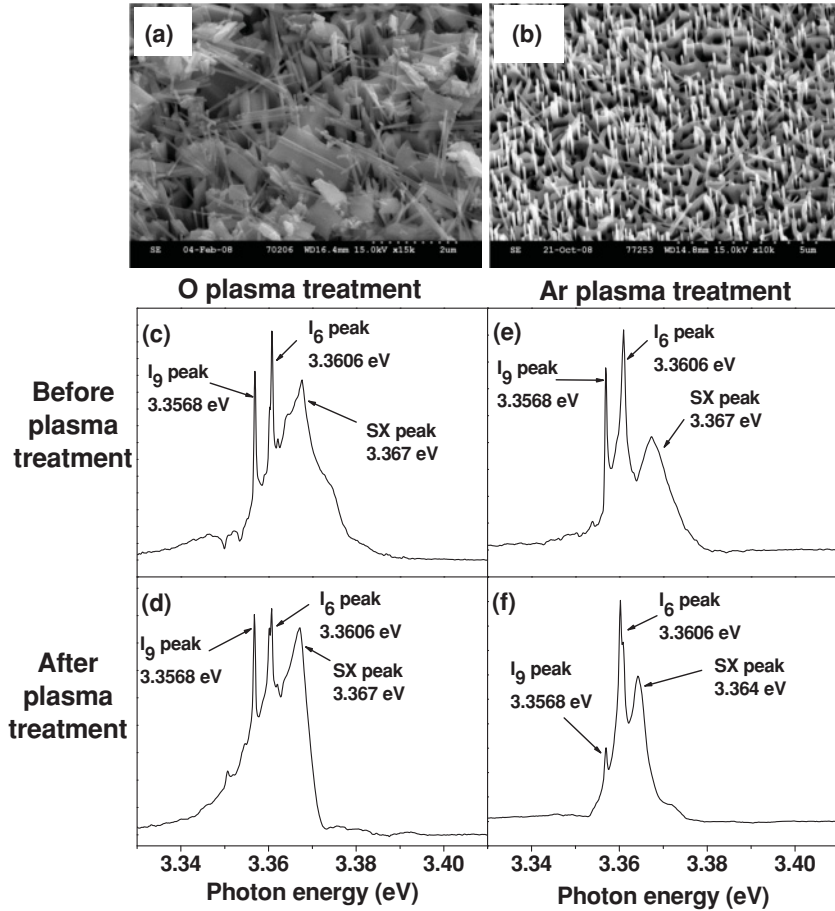 (a)
(b)
SE 04-Feb-08 70206 WD16.4mm 15.0kV x15k 2um
SE 21-Oct-08 77253 WD14.8mm 15.0kV x10k 5um
O plasma treatment
Ar plasma treatment
Before
plasma
treatment
(c)
I6 peak
3.3606 eV
I9 peak
3.3568 eV
SX peak
3.367 eV
(e)
I6 peak
3.3606 eV
I9 peak
3.3568 eV
SX peak
3.367 eV
After
plasma
treatment
(d)
I6 peak
3.3606 eV
I9 peak
3.3568 eV
SX peak
3.367 eV
(f)
I6 peak
3.3606 eV
I9 peak
3.3568 eV
SX peak
3.364 eV
3.34 3.36 3.38 3.40
3.34 3.36 3.38 3.40
Photon energy (eV)
Photon energy (eV)